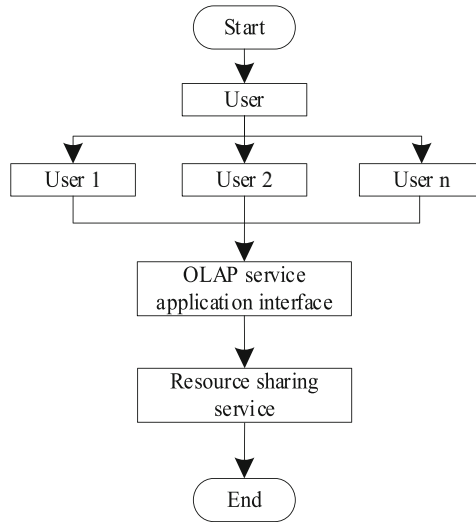 Start
User
User 1
User 2
User n
OLAP service
application interface
Resource sharing
service
End